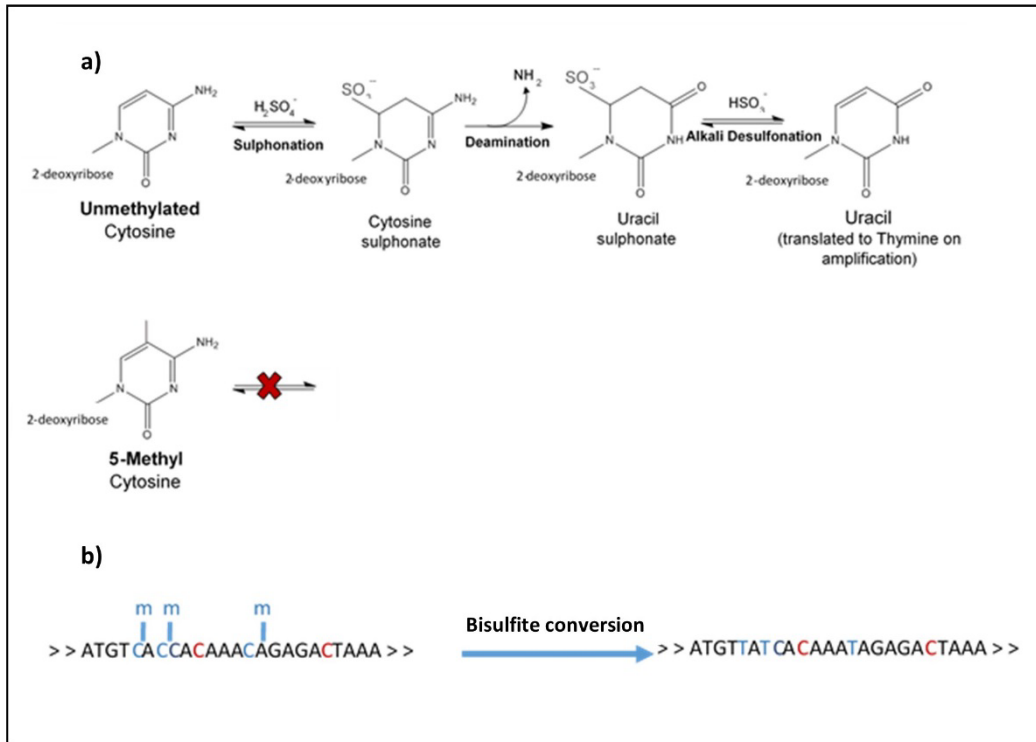 a)
NH₂
N
N
O
2-deoxyribose
Unmethylated
Cytosine
H₂SO₄⁻
Sulphonation
SO₃⁻
NH₂
N
N
O
2-deoxyribose
Cytosine
sulphonate
NH₂
Deamination
SO₃⁻
O
N
NH
O
2-deoxyribose
Uracil
sulphonate
HSO₃⁻
Alkali Desulfonation
O
N
NH
O
2-deoxyribose
Uracil
(translated to Thymine on
amplification)
NH₂
N
N
O
2-deoxyribose
5-Methyl
Cytosine
b)
m m m
>> ATGTCACCACAAACAGAGACTAAA >>
Bisulfite conversion
>> ATGTTATCACAAATAGAGACTAAA >>